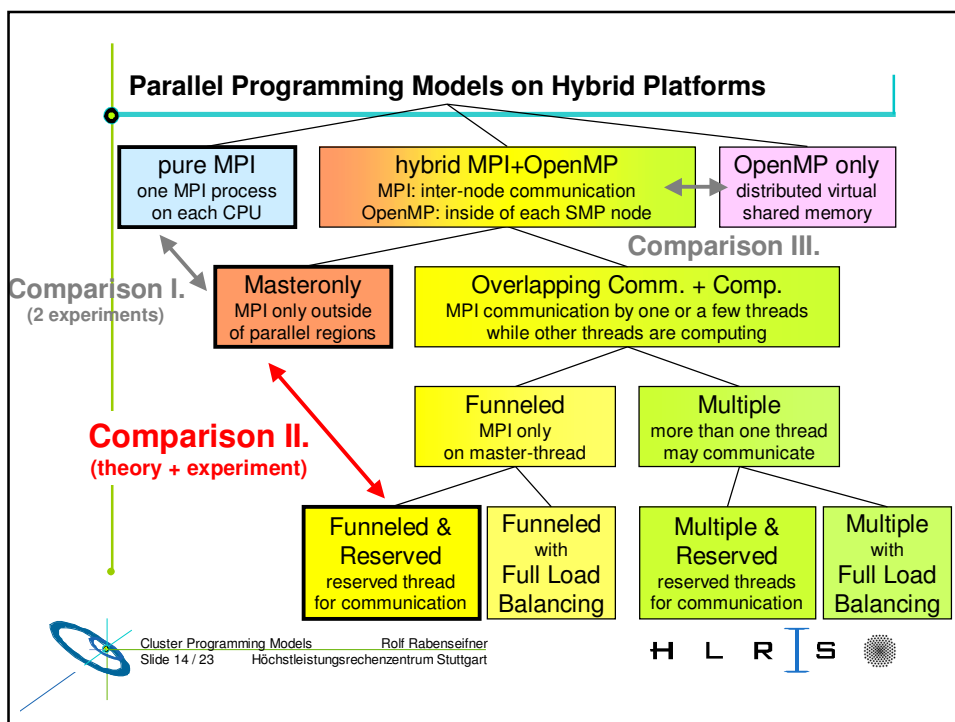 Parallel Programming Models on Hybrid Platforms
pure MPI
one MPI process
on each CPU
hybrid MPI+OpenMP
MPI: inter-node communication
OpenMP: inside of each SMP node
OpenMP only
distributed virtual
shared memory
Comparison III.
Comparison I.
(2 experiments)
Masteronly
MPI only outside
of parallel regions
Overlapping Comm. + Comp.
MPI communication by one or a few threads
while other threads are computing
Comparison II.
(theory + experiment)
Funneled
MPI only
on master-thread
Multiple
more than one thread
may communicate
Funneled &
Reserved
reserved thread
for communication
Funneled
with
Full Load
Balancing
Multiple &
Reserved
reserved threads
for communication
Multiple
with
Full Load
Balancing
Cluster Programming Models Rolf Rabenseifner
Slide 14 / 23 Höchstleistungsrechenzentrum Stuttgart
H L R I S